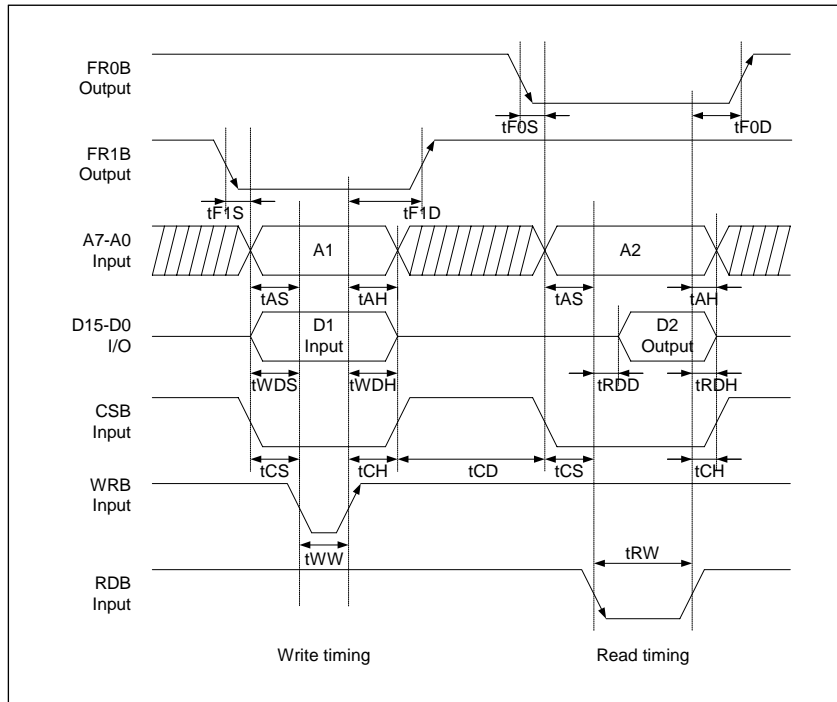 FR0B
Output
tF0S
tF0D
FR1B
Output
tF1S
tF1D
A7-A0
Input
A1
A2
tAS
tAH
tAS
tAH
D15-D0
I/O
D1
Input
D2
Output
tWDS
tWDH
tRDD
tRDH
CSB
Input
tCS
tCH
tCD
tCS
tCH
WRB
Input
tWW
tRW
RDB
Input
Write timing
Read timing